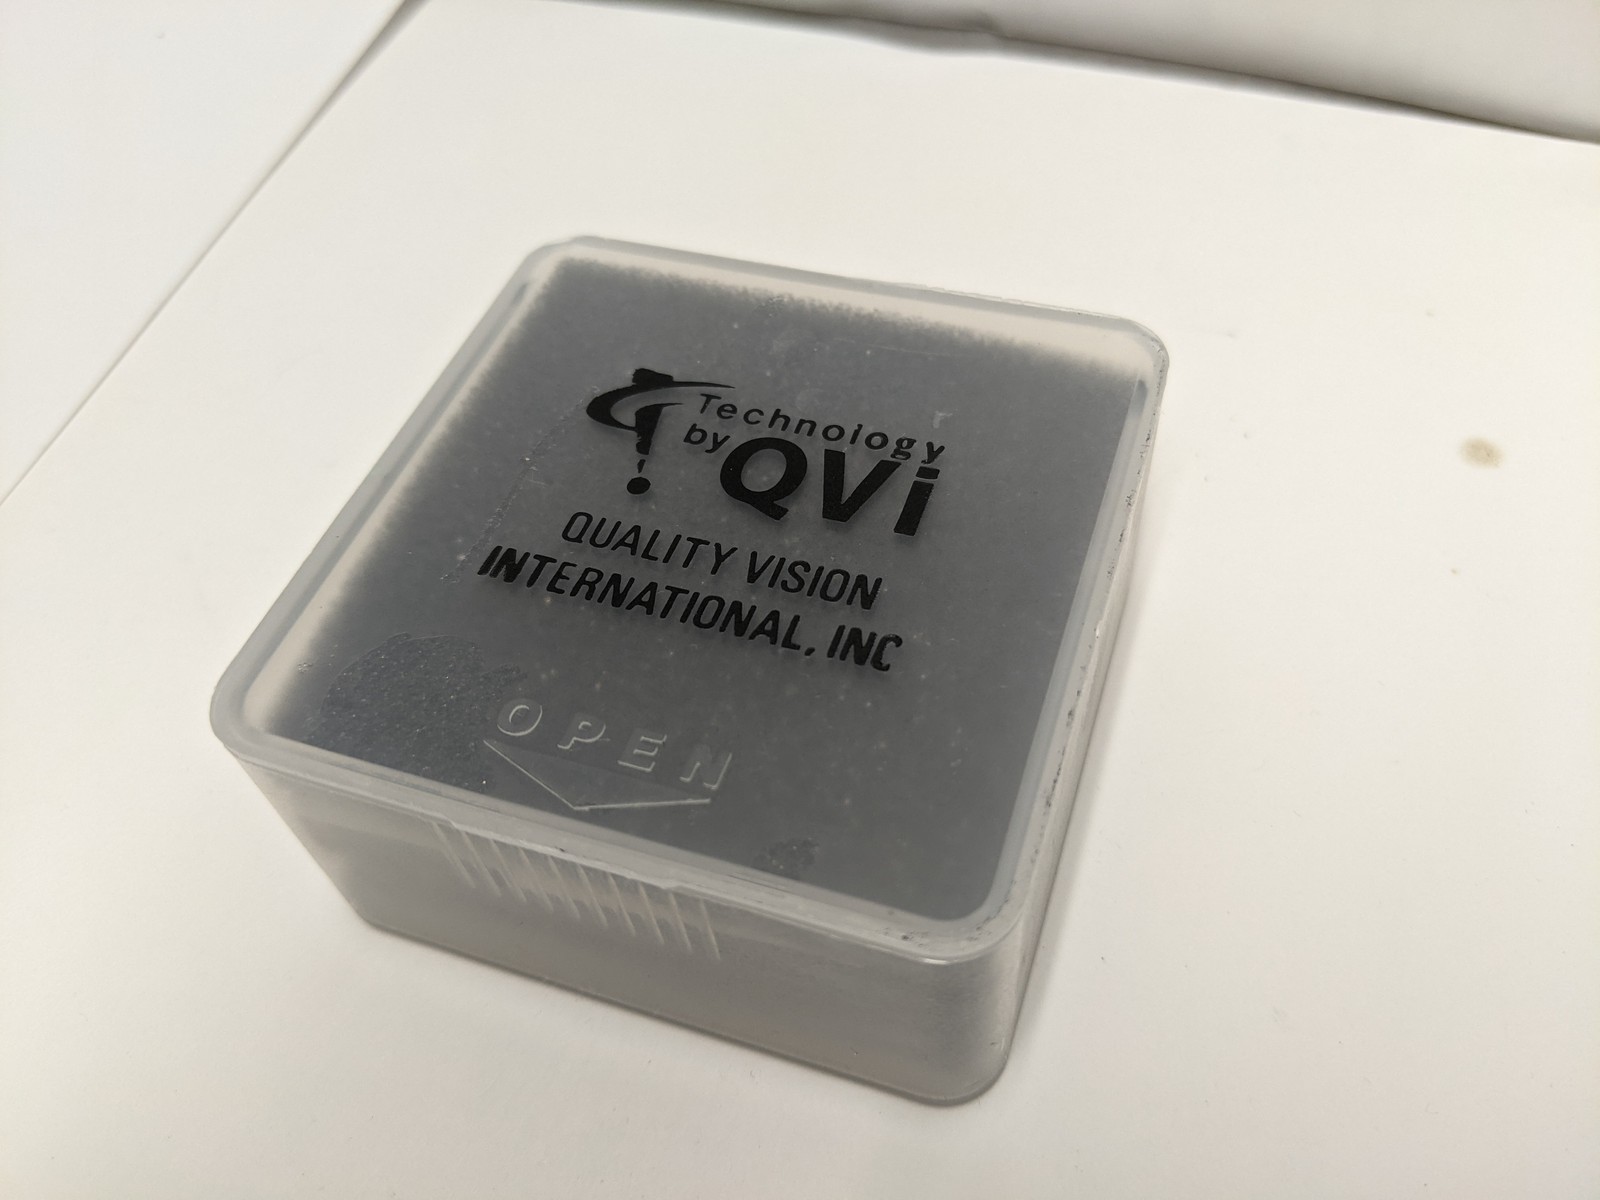 Technology
by QVi
QUALITY VISION
INTERNATIONAL, INC
OPEN